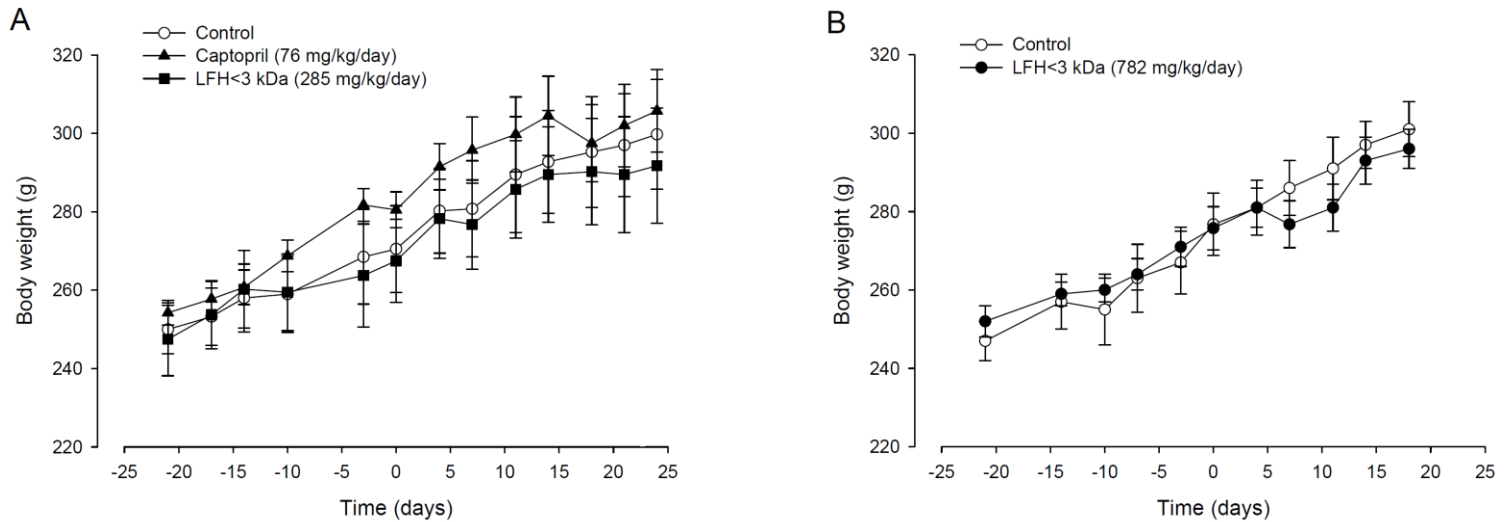 A
Control
Captopril (76 mg/kg/day)
LFH<3 kDa (285 mg/kg/day)
320
300
280
260
240
220
Body weight (g)
-25 -20 -15 -10 -5 0 5 10 15 20 25
Time (days)
B
Control
LFH<3 kDa (782 mg/kg/day)
320
300
280
260
240
220
Body weight (g)
-25 -20 -15 -10 -5 0 5 10 15 20 25
Time (days)